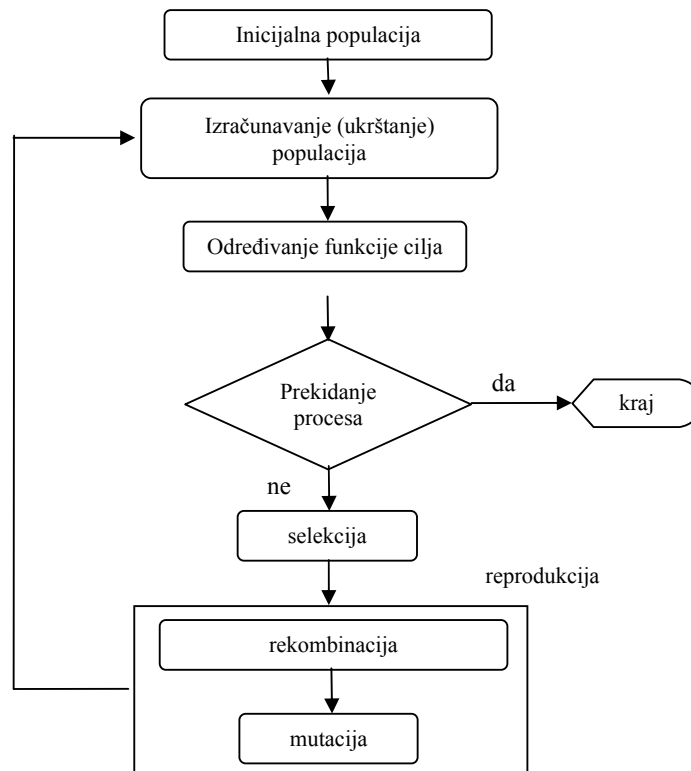 Inicijalna populacija
Izračunavanje (ukrštanje)
populacija
Određivanje funkcije cilja
Prekidanje
procesa
da
kraj
ne
selekcija
reprodukcija
rekombinacija
mutacija